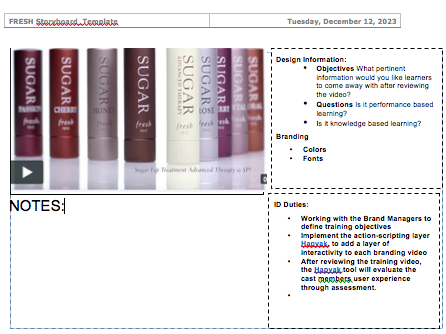 FRESH Storyboard Template
Tuesday, December 12, 2023
SUGAR
PASSION
fresh
SUGAR
CHERRY
fresh
SUGAR
HONEY
fresh
SUGAR
fresh
SUGAR
ADVANCED THERAPY
fresh
SUGAR
ROSE
fresh
SUGAR
BERRY
SUGAR
SUGAR
Sugar Lip Treatment Advanced Therapy is SPF
NOTES:
Design Information:
• Objectives What pertinent
information would you like learners
to come away with after reviewing
the video?
• Questions Is it performance based
learning?
• Is it knowledge based learning?
Branding
• Colors
• Fonts
ID Duties:
• Working with the Brand Managers to
define training objectives
• Implement the action-scripting layer
Hapyak, to add a layer of
interactivity to each branding video
• After reviewing the training video,
the Hapyak tool will evaluate the
cast members user experience
through assessment.
•